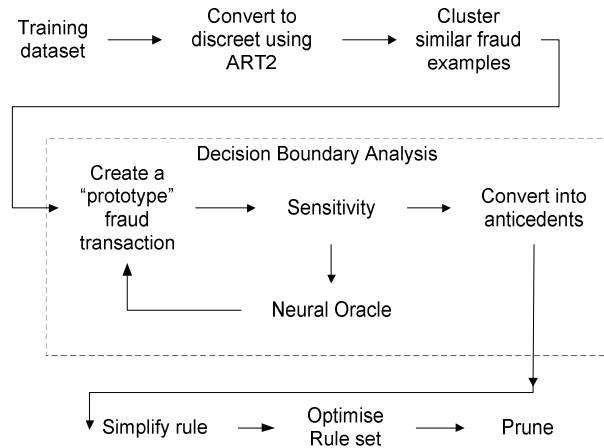 Training
dataset
Convert to
discreet using
ART2
Cluster
similar fraud
examples
Decision Boundary Analysis
Create a
“prototype”
fraud
transaction
Sensitivity
Convert into
anticedents
Neural Oracle
Simplify rule
Optimise
Rule set
Prune